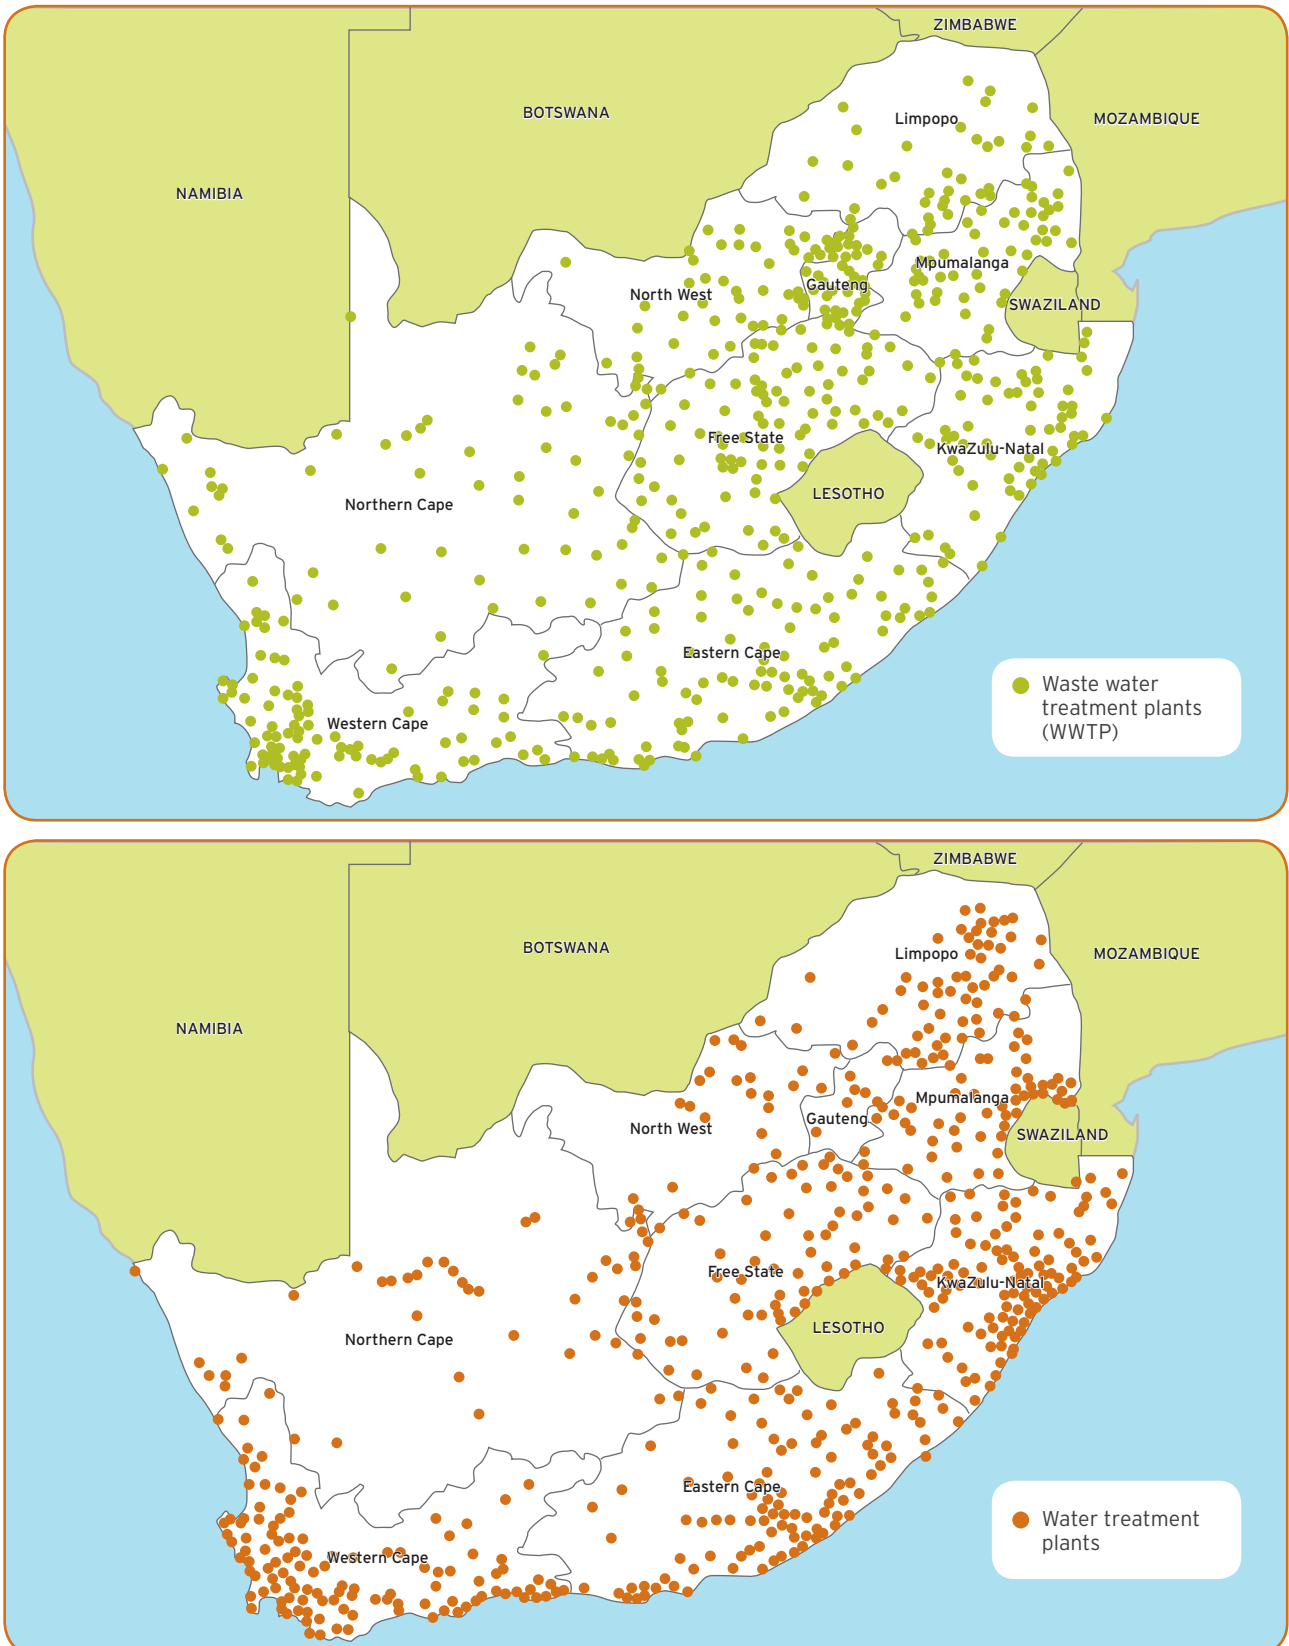 ZIMBABWE
BOTSWANA
Limpopo
MOZAMBIQUE
NAMIBIA
Mpumalanga
North West
Gauteng
SWAZILAND
Free State
KwaZulu-Natal
LESOTHO
Northern Cape
Eastern Cape
Western Cape
Waste water
treatment plants
(WWTP)
ZIMBABWE
BOTSWANA
Limpopo
MOZAMBIQUE
NAMIBIA
Mpumalanga
North West
Gauteng
SWAZILAND
Free State
KwaZulu-Natal
LESOTHO
Northern Cape
Eastern Cape
Western Cape
Water treatment
plants